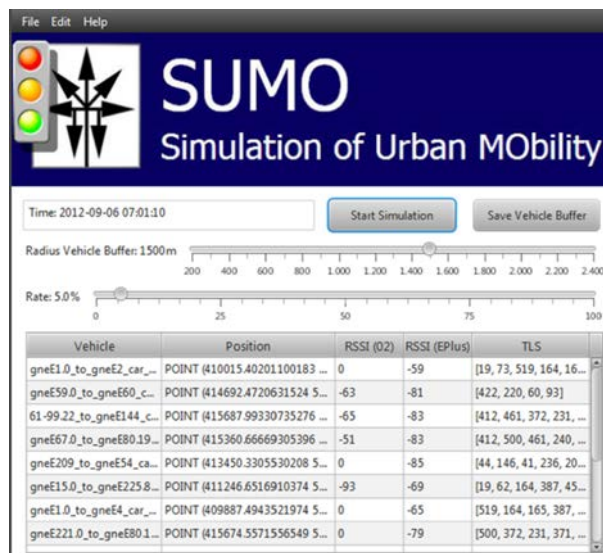 File Edit Help
SUMO
Simulation of Urban MObility
Time: 2012-09-06 07:01:10
Start Simulation
Save Vehicle Buffer
Radius Vehicle Buffer: 1500m
200 400 600 800 1.000 1.200 1.400 1.600 1.800 2.000 2.200 2.400
Rate: 5.0%
0 25 50 75 100
Vehicle Position RSSI (02) RSSI (EPlus) TLS
gneE1.0_to_gneE2_car_... POINT (410015.40201100183 ... 0 -59 [19, 73, 519, 164, 16...
gneE59.0_to_gneE60_c... POINT (414692.4720631524 5... -63 -81 [422, 220, 60, 93]
61-99.22_to_gneE144_c... POINT (415687.99330735276 ... -65 -83 [412, 461, 372, 231, ...
gneE67.0_to_gneE80.19... POINT (415360.66669305396 ... -51 -83 [412, 500, 461, 240, ...
gneE209_to_gneE54_ca... POINT (413450.3305530208 5... 0 -85 [44, 146, 41, 236, 20...
gneE15.0_to_gneE225.8... POINT (411246.6516910374 5... -93 -69 [19, 62, 164, 387, 45...
gneE1.0_to_gneE4_car_... POINT (409887.4943521974 5... 0 -65 [519, 164, 165, 387, ...
gneE221.0_to_gneE80.1... POINT (415674.5571556549 5... 0 -79 [500, 372, 231, 371, ...